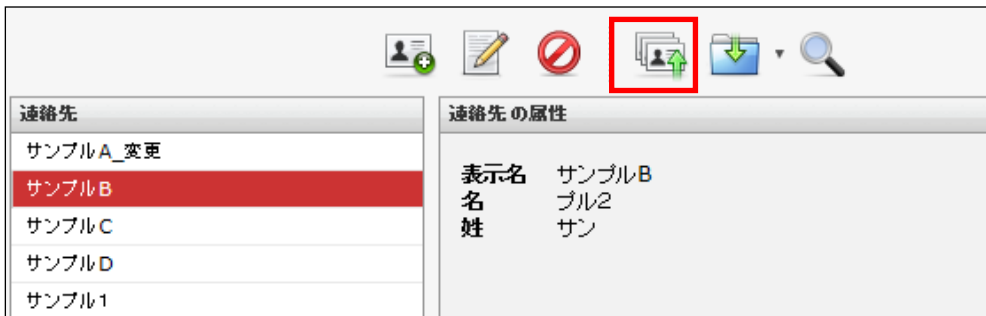 連絡先
サンプルA_変更
サンプルB
サンプルC
サンプルD
サンプル1
連絡先の属性
表示名 サンプルB
名 プル2
姓 サン